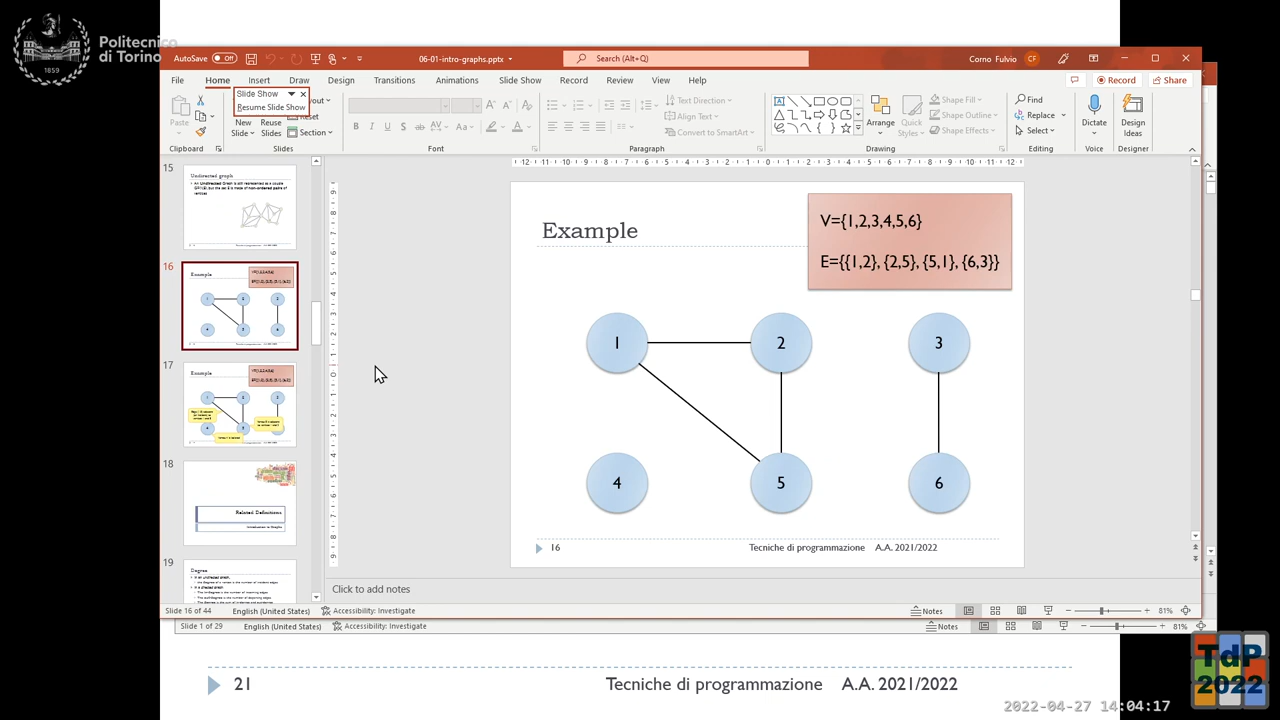 Politecnico
di Torino
1859
AutoSave Off
06-01-intro-graphs.pptx
Search (Alt+Q)
Corno Fulvio CF
File Home Insert Draw Design Transitions Animations Slide Show Record Review View Help
Record Share
Slide Show
Resume Slide Show
Paste
New
Slide
Reuse
Slides
Section
Text Direction
Align Text
Convert to SmartArt
Arrange
Quick
Styles
Shape Fill
Shape Outline
Shape Effects
Find
Replace
Select
Dictate
Design
Ideas
Clipboard Slides Font Paragraph Drawing Editing Voice Designer
15
Undirected graph
16
Example
17
Example
18
Related Definitions
Introduction to Graphs
19
Degree
Example
V={1,2,3,4,5,6}
E={{1,2}, {2,5}, {5,1}, {6,3}}
1 2 3
4 5 6
16 Tecniche di programmazione A.A. 2021/2022
Click to add notes
Slide 16 of 44 English (United States) Accessibility: Investigate Notes 81%
Slide 1 of 29 English (United States) Accessibility: Investigate Notes 81%
21 Tecniche di programmazione A.A. 2021/2022
TdP
2022
2022-04-27 14:04:17